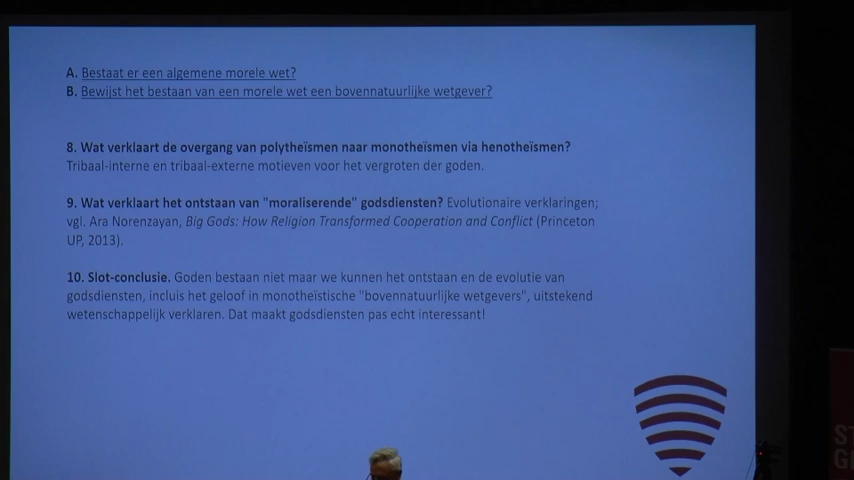 A. Bestaat er een algemene morele wet?
B. Bewijst het bestaan van een morele wet een bovennatuurlijke wetgever?
8. Wat verklaart de overgang van polytheïsmen naar monotheïsmen via henotheïsmen?
Tribaal-interne en tribaal-externe motieven voor het vergroten der goden.
9. Wat verklaart het ontstaan van "moraliserende" godsdiensten? Evolutionaire verklaringen;
vgl. Ara Norenzayan, Big Gods: How Religion Transformed Cooperation and Conflict (Princeton
UP, 2013).
10. Slot-conclusie. Goden bestaan niet maar we kunnen het ontstaan en de evolutie van
godsdiensten, incluis het geloof in monotheïstische "bovennatuurlijke wetgevers", uitstekend
wetenschappelijk verklaren. Dat maakt godsdiensten pas echt interessant!